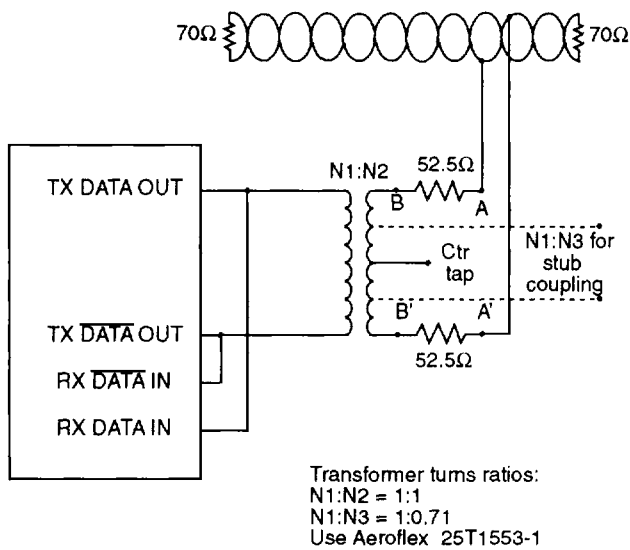 70Ω
70Ω
N1:N2
52.5Ω
TX DATA OUT
B
A
Ctr
tap
N1:N3 for
stub
coupling
B'
A'
TX D̅A̅T̅A̅ OUT
52.5Ω
RX D̅A̅T̅A̅ IN
RX DATA IN
Transformer turns ratios:
N1:N2 = 1:1
N1:N3 = 1:0.71
Use Aeroflex 25T1553-1